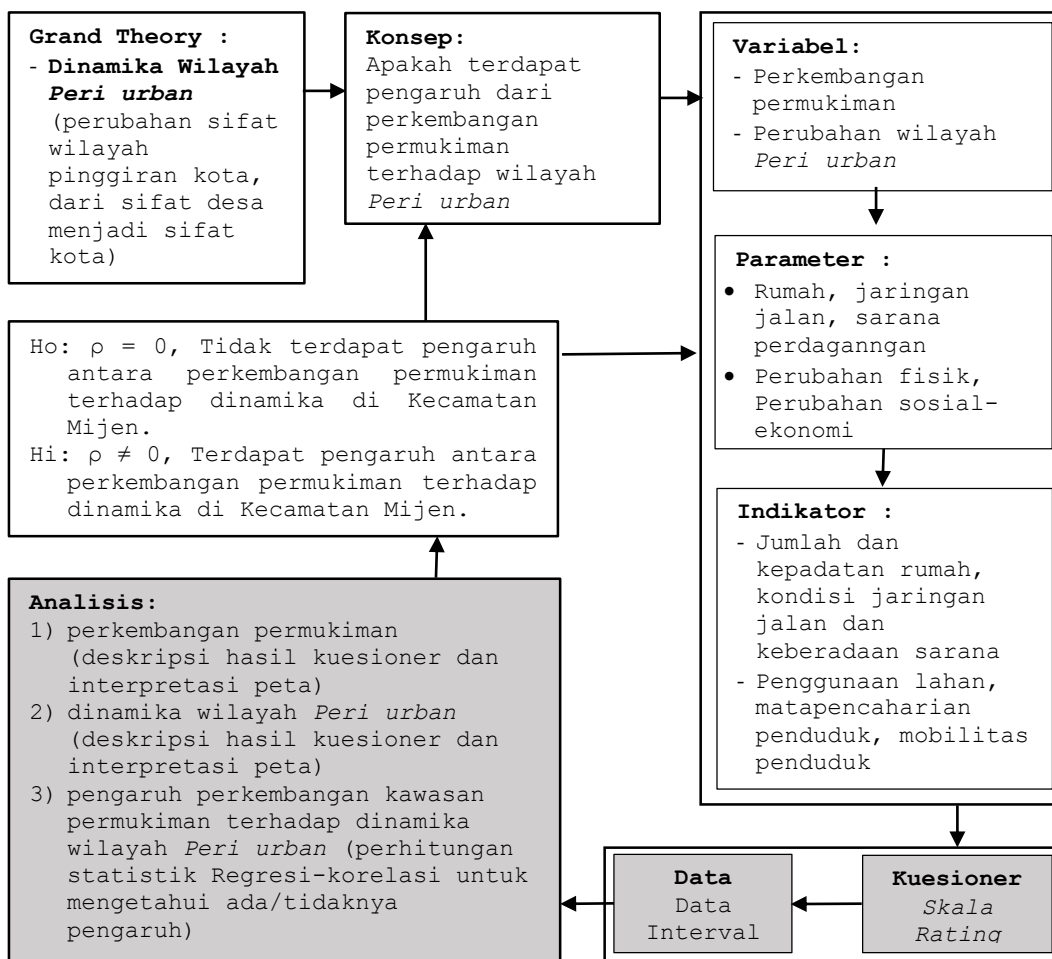 Grand Theory :
- Dinamika Wilayah
Peri urban
(perubahan sifat
wilayah
pinggiran kota,
dari sifat desa
menjadi sifat
kota)
Konsep:
Apakah terdapat
pengaruh dari
perkembangan
permukiman
terhadap wilayah
Peri urban
Variabel:
- Perkembangan
permukiman
- Perubahan wilayah
Peri urban
Parameter :
• Rumah, jaringan
jalan, sarana
perdaganngan
• Perubahan fisik,
Perubahan sosial-
ekonomi
Indikator :
- Jumlah dan
kepadatan rumah,
kondisi jaringan
jalan dan
keberadaan sarana
- Penggunaan lahan,
matapencaharian
penduduk, mobilitas
penduduk
Ho: ρ = 0, Tidak terdapat pengaruh
antara perkembangan permukiman
terhadap dinamika di Kecamatan
Mijen.
Hi: ρ ≠ 0, Terdapat pengaruh antara
perkembangan permukiman terhadap
dinamika di Kecamatan Mijen.
Analisis:
1) perkembangan permukiman
(deskripsi hasil kuesioner dan
interpretasi peta)
2) dinamika wilayah Peri urban
(deskripsi hasil kuesioner dan
interpretasi peta)
3) pengaruh perkembangan kawasan
permukiman terhadap dinamika
wilayah Peri urban (perhitungan
statistik Regresi-korelasi untuk
mengetahui ada/tidaknya
pengaruh)
Data
Data
Interval
Kuesioner
Skala
Rating